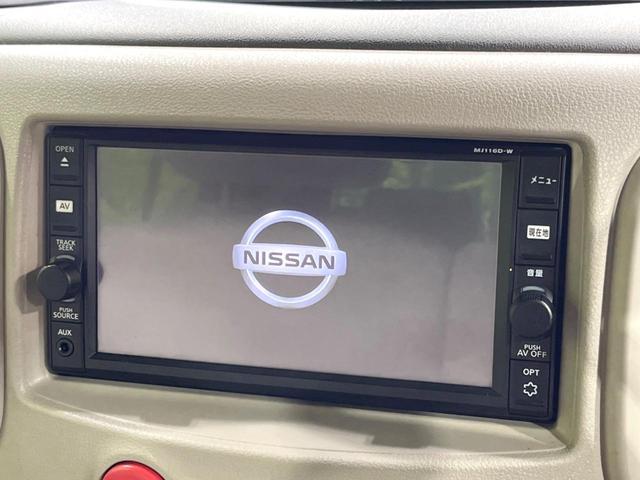 MJ116D-W
OPEN
AV
TRACK
SEEK
PUSH
SOURCE
AUX
NISSAN
メニュー
現在地
音量
PUSH
AV OFF
OPT